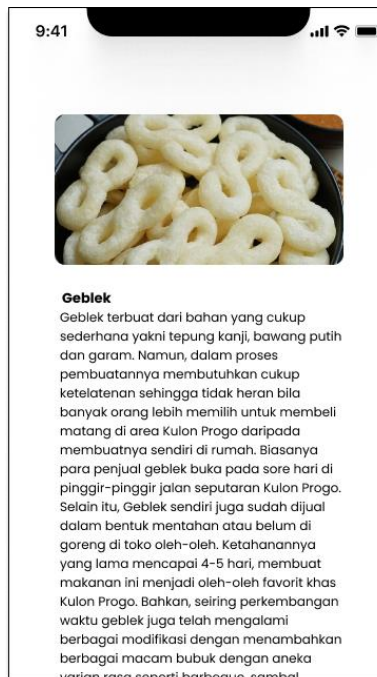 9:41
Geblek
Geblek terbuat dari bahan yang cukup
sederhana yakni tepung kanji, bawang putih
dan garam. Namun, dalam proses
pembuatannya membutuhkan cukup
ketelatenan sehingga tidak heran bila
banyak orang lebih memilih untuk membeli
matang di area Kulon Progo daripada
membuatnya sendiri di rumah. Biasanya
para penjual geblek buka pada sore hari di
pinggir-pinggir jalan seputaran Kulon Progo.
Selain itu, Geblek sendiri juga sudah dijual
dalam bentuk mentahan atau belum di
goreng di toko oleh-oleh. Ketahanannya
yang lama mencapai 4-5 hari, membuat
makanan ini menjadi oleh-oleh favorit khas
Kulon Progo. Bahkan, seiring perkembangan
waktu geblek juga telah mengalami
berbagai modifikasi dengan menambahkan
berbagai macam bubuk dengan aneka
varian rasa seperti barbeque, sambal